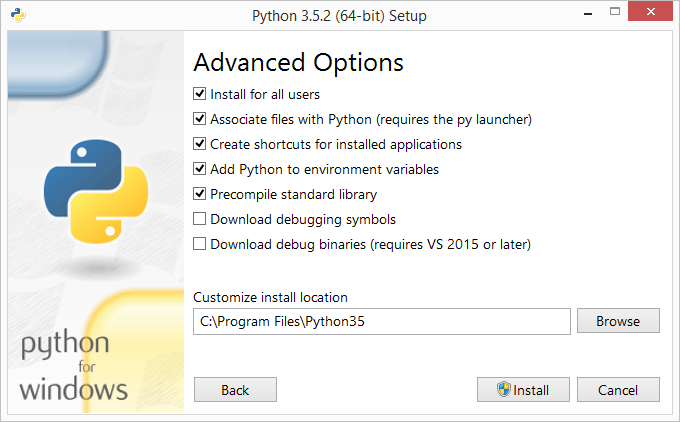 Python 3.5.2 (64-bit) Setup
Advanced Options
Install for all users
Associate files with Python (requires the py launcher)
Create shortcuts for installed applications
Add Python to environment variables
Precompile standard library
Download debugging symbols
Download debug binaries (requires VS 2015 or later)
Customize install location
C:\Program Files\Python35
Browse
python
for
windows
Back
Install
Cancel